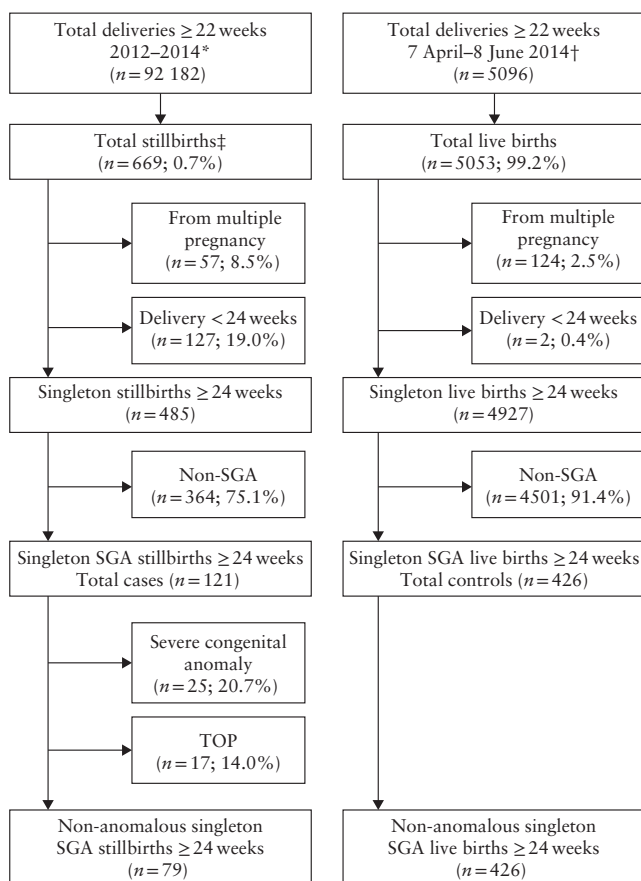 Total deliveries ≥ 22 weeks
2012–2014*
(n = 92 182)
Total stillbirths‡
(n = 669; 0.7%)
From multiple
pregnancy
(n = 57; 8.5%)
Delivery < 24 weeks
(n = 127; 19.0%)
Singleton stillbirths ≥ 24 weeks
(n = 485)
Non-SGA
(n = 364; 75.1%)
Singleton SGA stillbirths ≥ 24 weeks
Total cases (n = 121)
Severe congenital
anomaly
(n = 25; 20.7%)
TOP
(n = 17; 14.0%)
Non-anomalous singleton
SGA stillbirths ≥ 24 weeks
(n = 79)
Total deliveries ≥ 22 weeks
7 April–8 June 2014†
(n = 5096)
Total live births
(n = 5053; 99.2%)
From multiple
pregnancy
(n = 124; 2.5%)
Delivery < 24 weeks
(n = 2; 0.4%)
Singleton live births ≥ 24 weeks
(n = 4927)
Non-SGA
(n = 4501; 91.4%)
Singleton SGA live births ≥ 24 weeks
Total controls (n = 426)
Non-anomalous singleton
SGA live births ≥ 24 weeks
(n = 426)